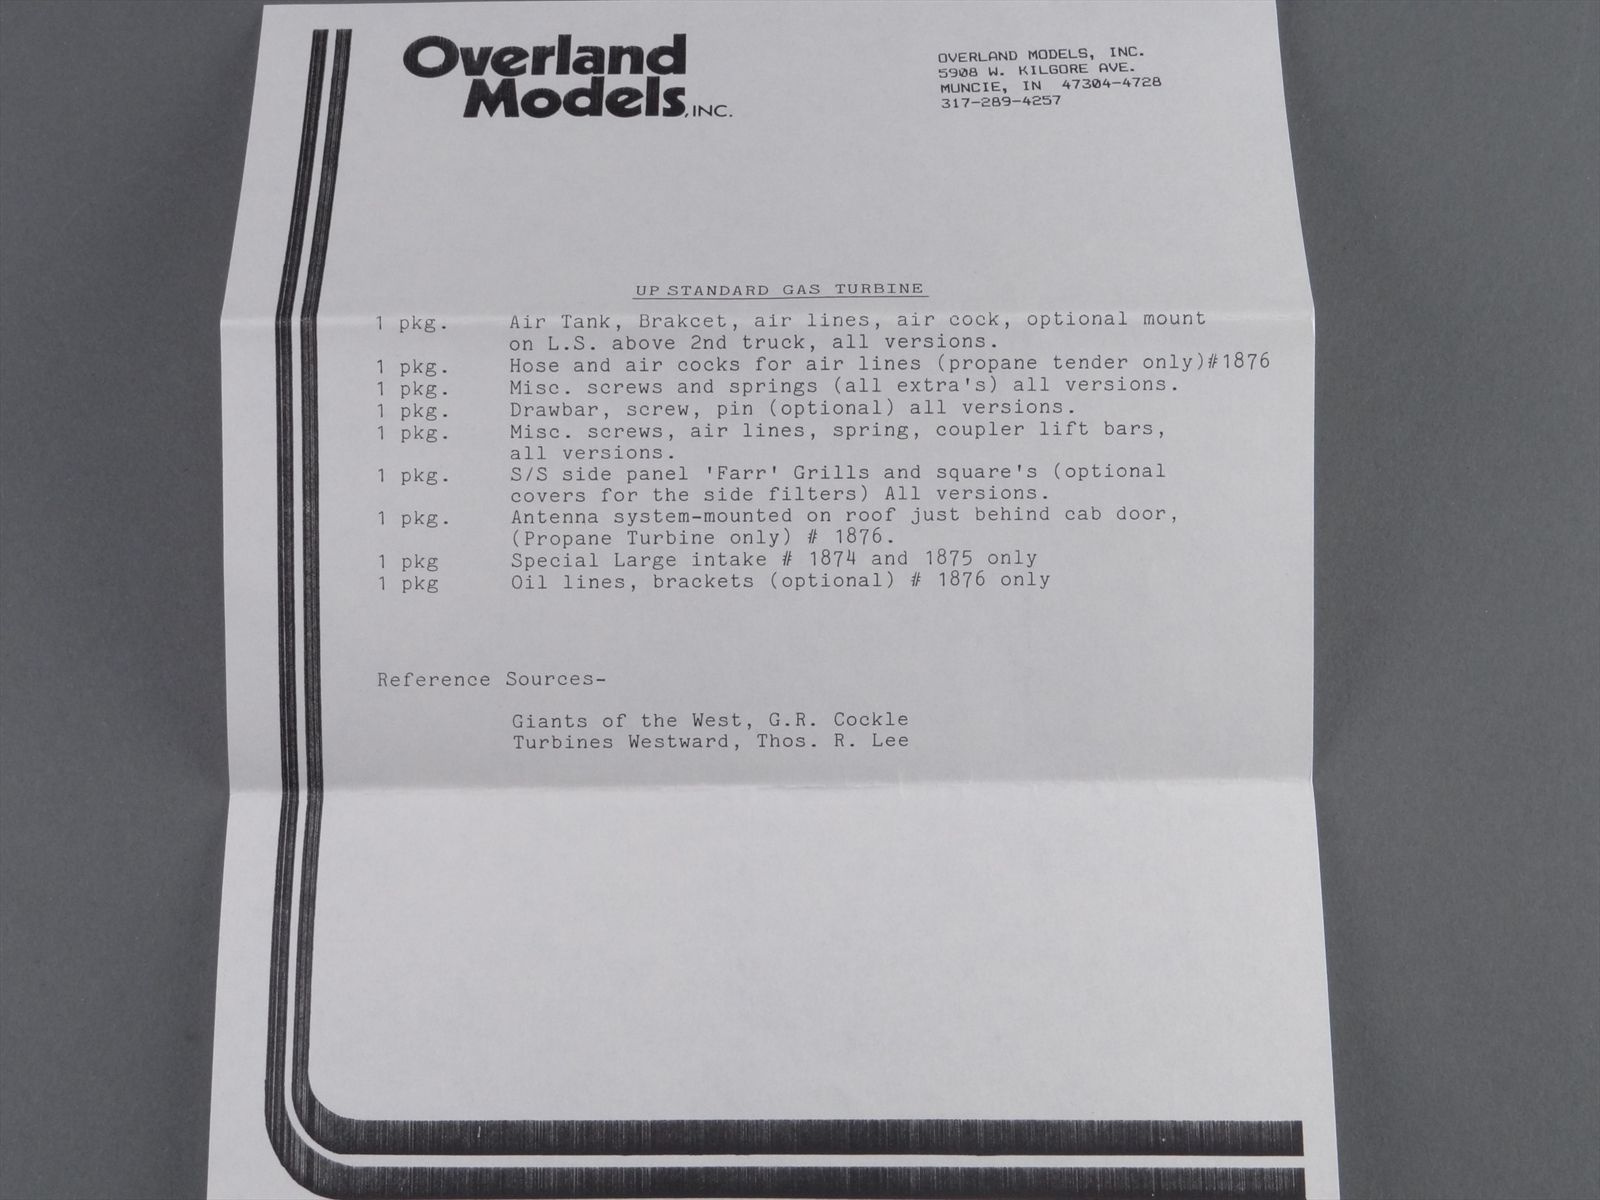 Overland
Models, INC.
OVERLAND MODELS, INC.
5908 W. KILGORE AVE.
MUNCIE, IN 47304-4728
317-289-4257
UP STANDARD GAS TURBINE
1 pkg. Air Tank, Brakcet, air lines, air cock, optional mount
on L.S. above 2nd truck, all versions.
1 pkg. Hose and air cocks for air lines (propane tender only)#1876
1 pkg. Misc. screws and springs (all extra's) all versions.
1 pkg. Drawbar, screw, pin (optional) all versions.
1 pkg. Misc. screws, air lines, spring, coupler lift bars,
all versions.
1 pkg. S/S side panel 'Farr' Grills and square's (optional
covers for the side filters) All versions.
1 pkg. Antenna system-mounted on roof just behind cab door,
(Propane Turbine only) # 1876.
1 pkg Special Large intake # 1874 and 1875 only
1 pkg Oil lines, brackets (optional) # 1876 only
Reference Sources-
Giants of the West, G.R. Cockle
Turbines Westward, Thos. R. Lee